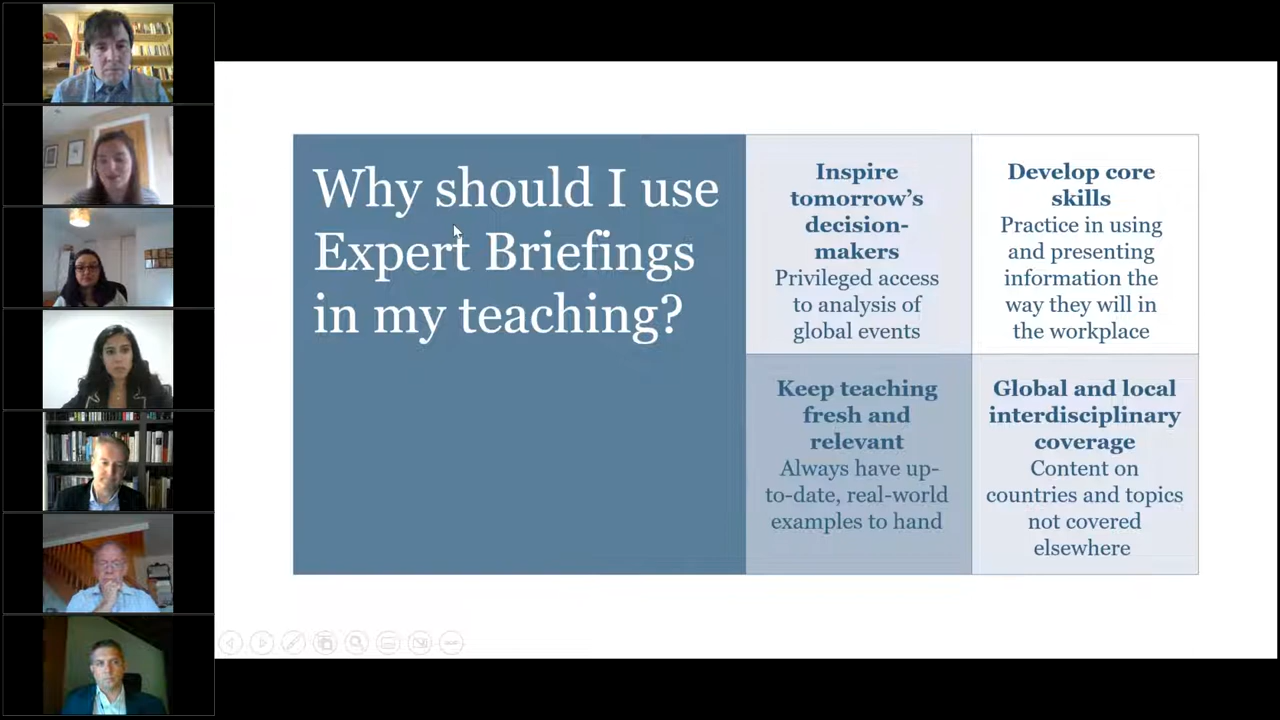 Why should I use
Expert Briefings
in my teaching?
Inspire
tomorrow’s
decision-
makers
Privileged access
to analysis of
global events
Develop core
skills
Practice in using
and presenting
information the
way they will in
the workplace
Keep teaching
fresh and
relevant
Always have up-
to-date, real-world
examples to hand
Global and local
interdisciplinary
coverage
Content on
countries and topics
not covered
elsewhere